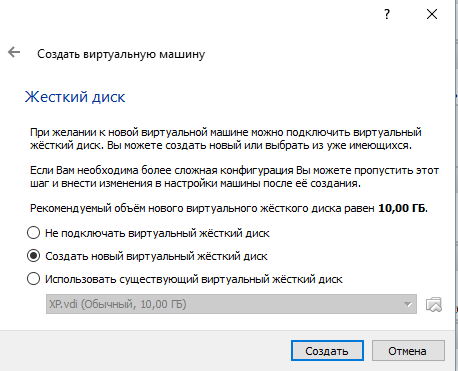 ?
Создать виртуальную машину
Жесткий диск
При желании к новой виртуальной машине можно подключить виртуальный
жёсткий диск. Вы можете создать новый или выбрать из уже имеющихся.
Если Вам необходима более сложная конфигурация Вы можете пропустить этот
шаг и внести изменения в настройки машины после её создания.
Рекомендуемый объём нового виртуального жёсткого диска равен 10,00 ГБ.
Не подключать виртуальный жёсткий диск
Создать новый виртуальный жёсткий диск
Использовать существующий виртуальный жёсткий диск
XP.vdi (Обычный, 10,00 ГБ)
Создать
Отмена